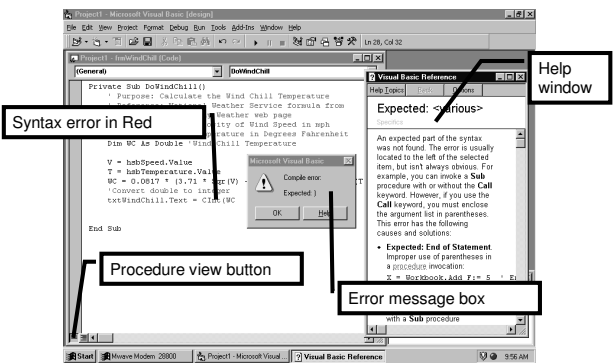 Project1 - Microsoft Visual Basic [design]
File Edit View Project Format Debug Run Tools Add-Ins Window Help
Ln 28, Col 32
Project1 - frmWindChill (Code)
(General)
DoWindChill
Private Sub DoWindChill()
' Purpose: Calculate the Wind Chill Temperature
Weather Service formula from
Weather web page
ity of Wind Speed in mph
erature in Degrees Fahrenheit
Dim WC As Double 'Wind Chill Temperature
V = hsbSpeed.Value
T = hsbTemperature.Value
WC = 0.0817 * (3.71 * Sqr(V)
'Convert double to integer
txtWindChill.Text = CInt(WC
End Sub
Syntax error in Red
Procedure view button
Microsoft Visual Basic
Compile error:
Expected: )
OK
Help
Error message box
Help window
Visual Basic Reference
Help Topics Back Options
Expected: <various>
Specifics
An expected part of the syntax
was not found. The error is usually
located to the left of the selected
item, but isn't always obvious. For
example, you can invoke a Sub
procedure with or without the Call
keyword. However, if you use the
Call keyword, you must enclose
the argument list in parentheses.
This error has the following
causes and solutions:
Expected: End of Statement.
Improper use of parentheses in
a procedure invocation:
X = Workbook.Add F:= 5
with a Sub procedure
Start
Mwave Modem 28800
Project1 - Microsoft Visual ...
Visual Basic Reference
9:56 AM